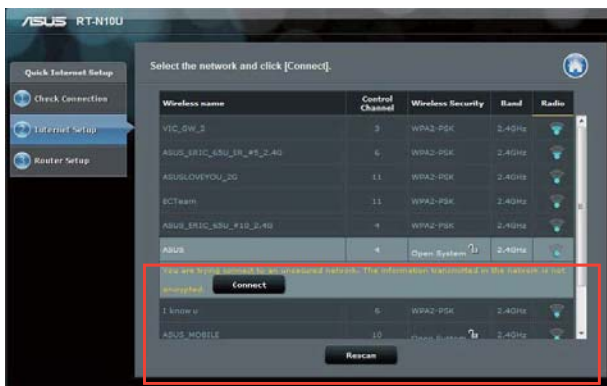 ASUS RT-N10U
Quick Internet Setup
1 Check Connection
2 Internet Setup
3 Router Setup
Select the network and click [Connect].
Wireless name Control Channel Wireless Security Band Radio
VIC_GW_2 3 WPA2-PSK 2.4GHz
ASUS_ERIC_65U_SR_#5_2.4G 6 WPA2-PSK 2.4GHz
ASUSLOVEYOU_2G 11 WPA2-PSK 2.4GHz
8CTeam 11 WPA2-PSK 2.4GHz
ASUS_ERIC_65U_#10_2.4G 4 WPA2-PSK 2.4GHz
ASUS 4 Open System 2.4GHz
You are trying connect to an unsecured network. The information transmitted in the network is not
encrypted. Connect
I know u 6 WPA2-PSK 2.4GHz
ASUS_MOBILE 10 Open System 2.4GHz
Rescan